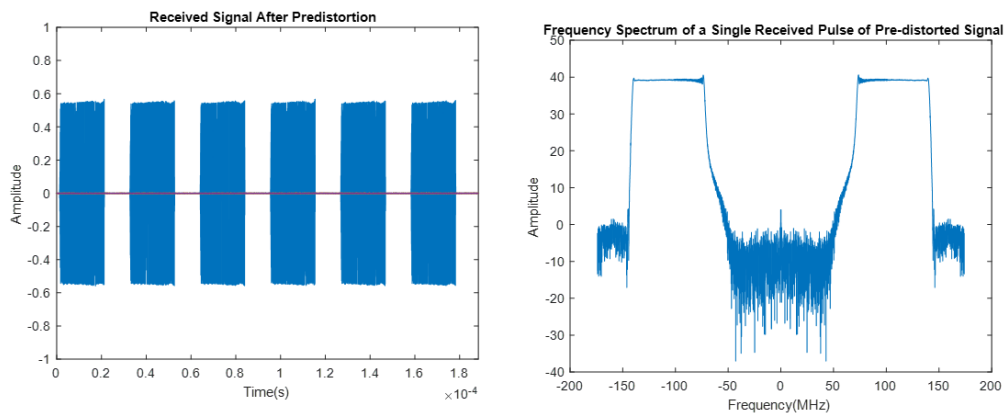 Received Signal After Predistortion
1
0.8
0.6
0.4
0.2
0
-0.2
-0.4
-0.6
-0.8
-1
Amplitude
0 0.2 0.4 0.6 0.8 1 1.2 1.4 1.6 1.8
×10⁻⁴
Time(s)
Frequency Spectrum of a Single Received Pulse of Pre-distorted Signal
50
40
30
20
10
0
-10
-20
-30
-40
Amplitude
-200 -150 -100 -50 0 50 100 150 200
Frequency(MHz)